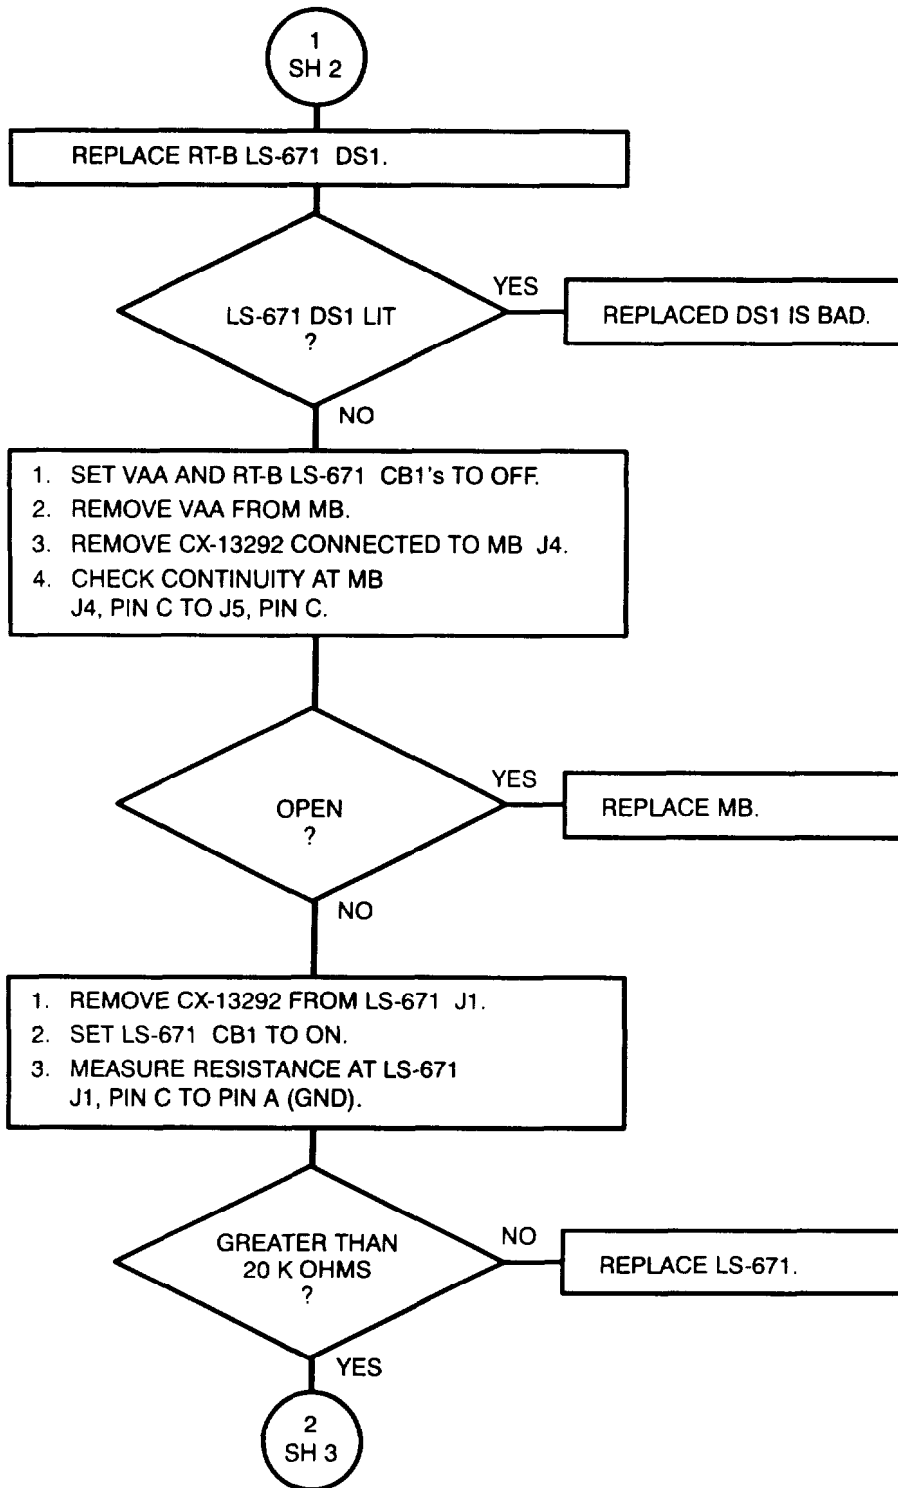 1
SH 2
REPLACE RT-B LS-671 DS1.
LS-671 DS1 LIT
?
YES
REPLACED DS1 IS BAD.
NO
1. SET VAA AND RT-B LS-671 CB1's TO OFF.
2. REMOVE VAA FROM MB.
3. REMOVE CX-13292 CONNECTED TO MB J4.
4. CHECK CONTINUITY AT MB
J4, PIN C TO J5, PIN C.
OPEN
?
YES
REPLACE MB.
NO
1. REMOVE CX-13292 FROM LS-671 J1.
2. SET LS-671 CB1 TO ON.
3. MEASURE RESISTANCE AT LS-671
J1, PIN C TO PIN A (GND).
GREATER THAN
20 K OHMS
?
NO
REPLACE LS-671.
YES
2
SH 3